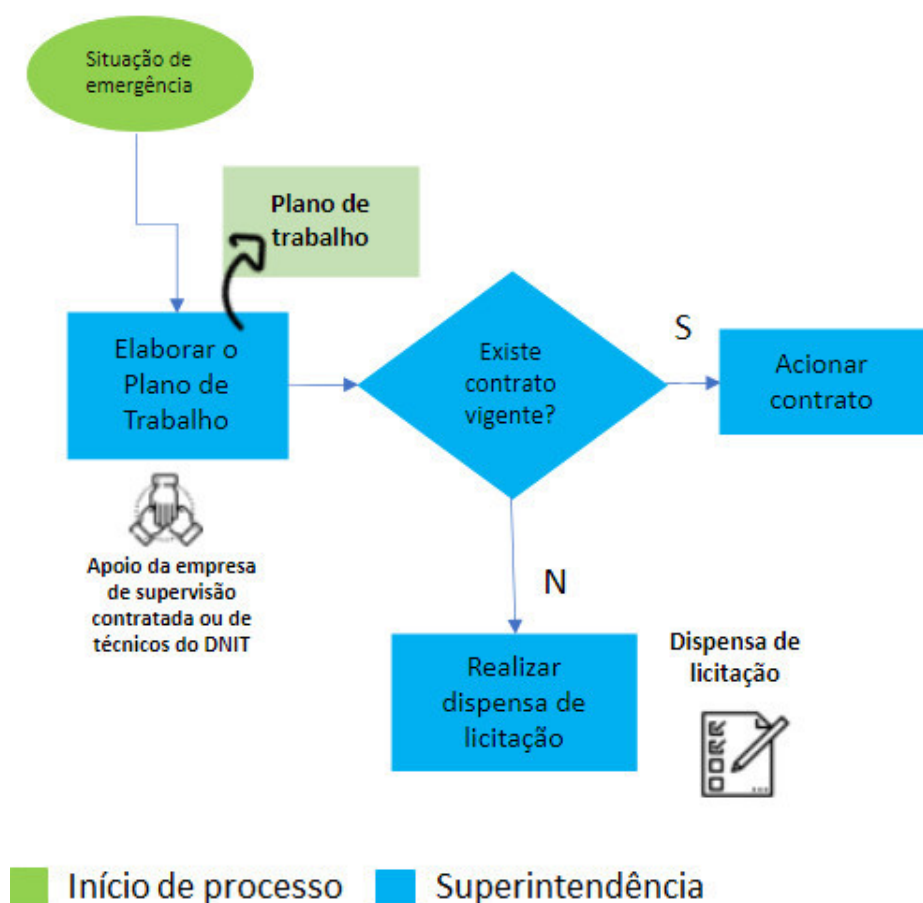 Situação de
emergência
Plano de
trabalho
Elaborar o
Plano de
Trabalho
Existe
contrato
vigente?
S
Acionar
contrato
Apoio da empresa
de supervisão
contratada ou de
técnicos do DNIT
N
Realizar
dispensa de
licitação
Dispensa de
licitação
Início de processo
Superintendência